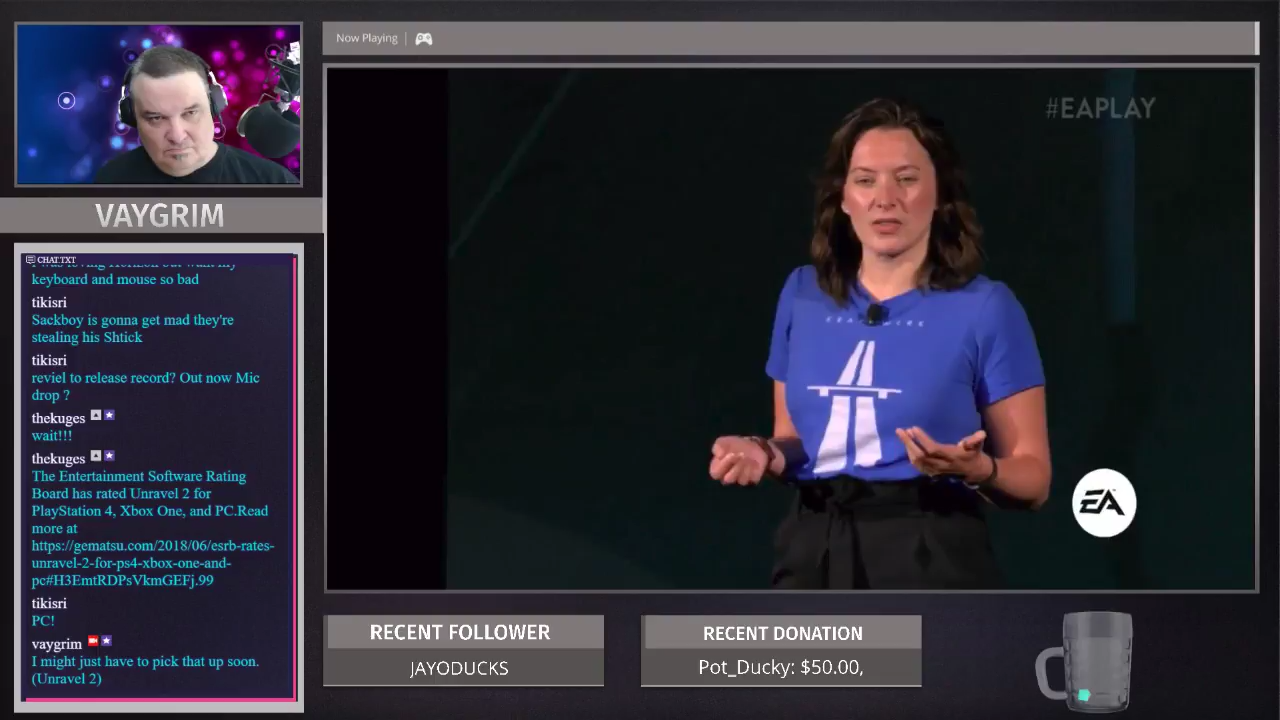 Now Playing |
#EAPLAY
VAYGRIM
CHAT.TXT
keyboard and mouse so bad
tikisri
Sackboy is gonna get mad they're
stealing his Shtick
tikisri
reviel to release record? Out now Mic
drop ?
thekuges
wait!!!
thekuges
The Entertainment Software Rating
Board has rated Unravel 2 for
PlayStation 4, Xbox One, and PC.Read
more at
https://gematsu.com/2018/06/esrb-rates-
unravel-2-for-ps4-xbox-one-and-
pc#H3EmtRDPsVkmGEFj.99
tikisri
PC!
vaygrim
I might just have to pick that up soon.
(Unravel 2)
EA
RECENT FOLLOWER
JAYODUCKS
RECENT DONATION
Pot_Ducky: $50.00,